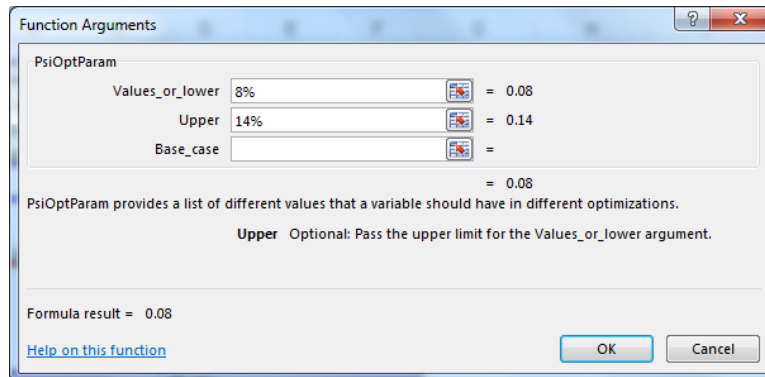 Function Arguments
PsiOptParam
Values_or_lower 8% = 0.08
Upper 14% = 0.14
Base_case =
= 0.08
PsiOptParam provides a list of different values that a variable should have in different optimizations.
Upper Optional: Pass the upper limit for the Values_or_lower argument.
Formula result = 0.08
Help on this function OK Cancel